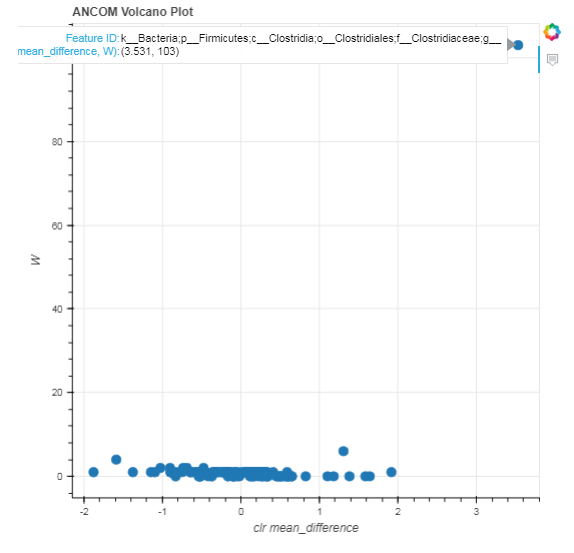 ANCOM Volcano Plot
Feature ID: k__Bacteria;p__Firmicutes;c__Clostridia;o__Clostridiales;f__Clostridiaceae;g__
mean_difference, W): (3.531, 103)
80
60
W
40
20
0
-2 -1 0 1 2 3
clr mean_difference